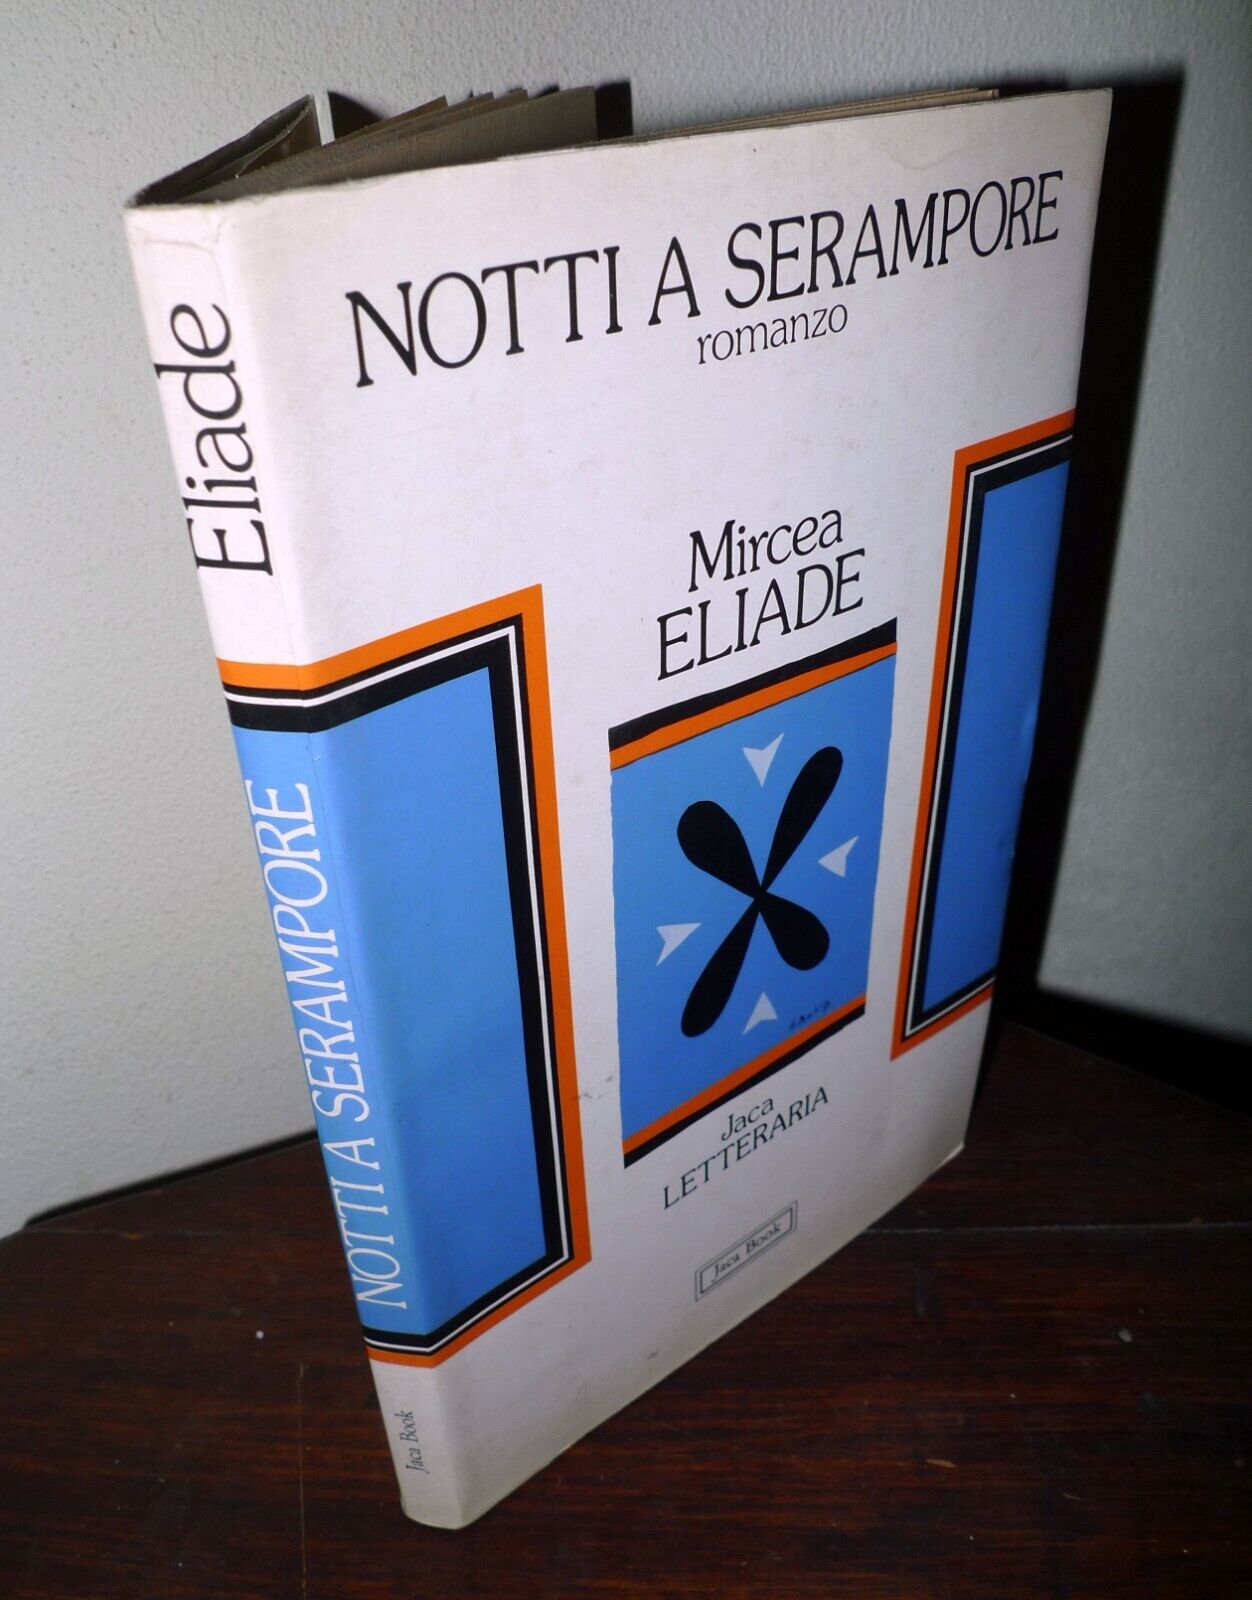 NOTTI A SERAMPORE
romanzo
Mircea
ELIADE
Jaca
LETTERARIA
Jaca Book
Eliade
NOTTI A SERAMPORE
Jaca Book